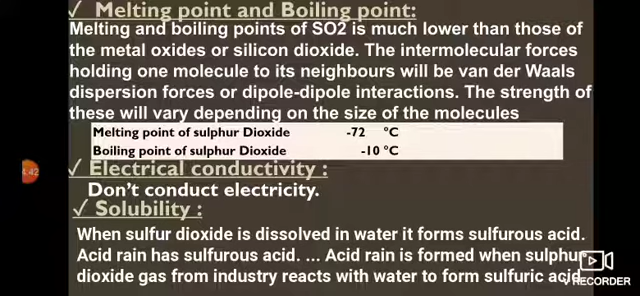 ✓ Melting point and Boiling point:
Melting and boiling points of SO2 is much lower than those of
the metal oxides or silicon dioxide. The intermolecular forces
holding one molecule to its neighbours will be van der Waals
dispersion forces or dipole-dipole interactions. The strength of
these will vary depending on the size of the molecules
Melting point of sulphur Dioxide -72 °C
Boiling point of sulphur Dioxide -10 °C
✓ Electrical conductivity :
Don't conduct electricity.
✓ Solubility :
When sulfur dioxide is dissolved in water it forms sulfurous acid.
Acid rain has sulfurous acid. ... Acid rain is formed when sulphur
dioxide gas from industry reacts with water to form sulfuric acid.
RECORDER